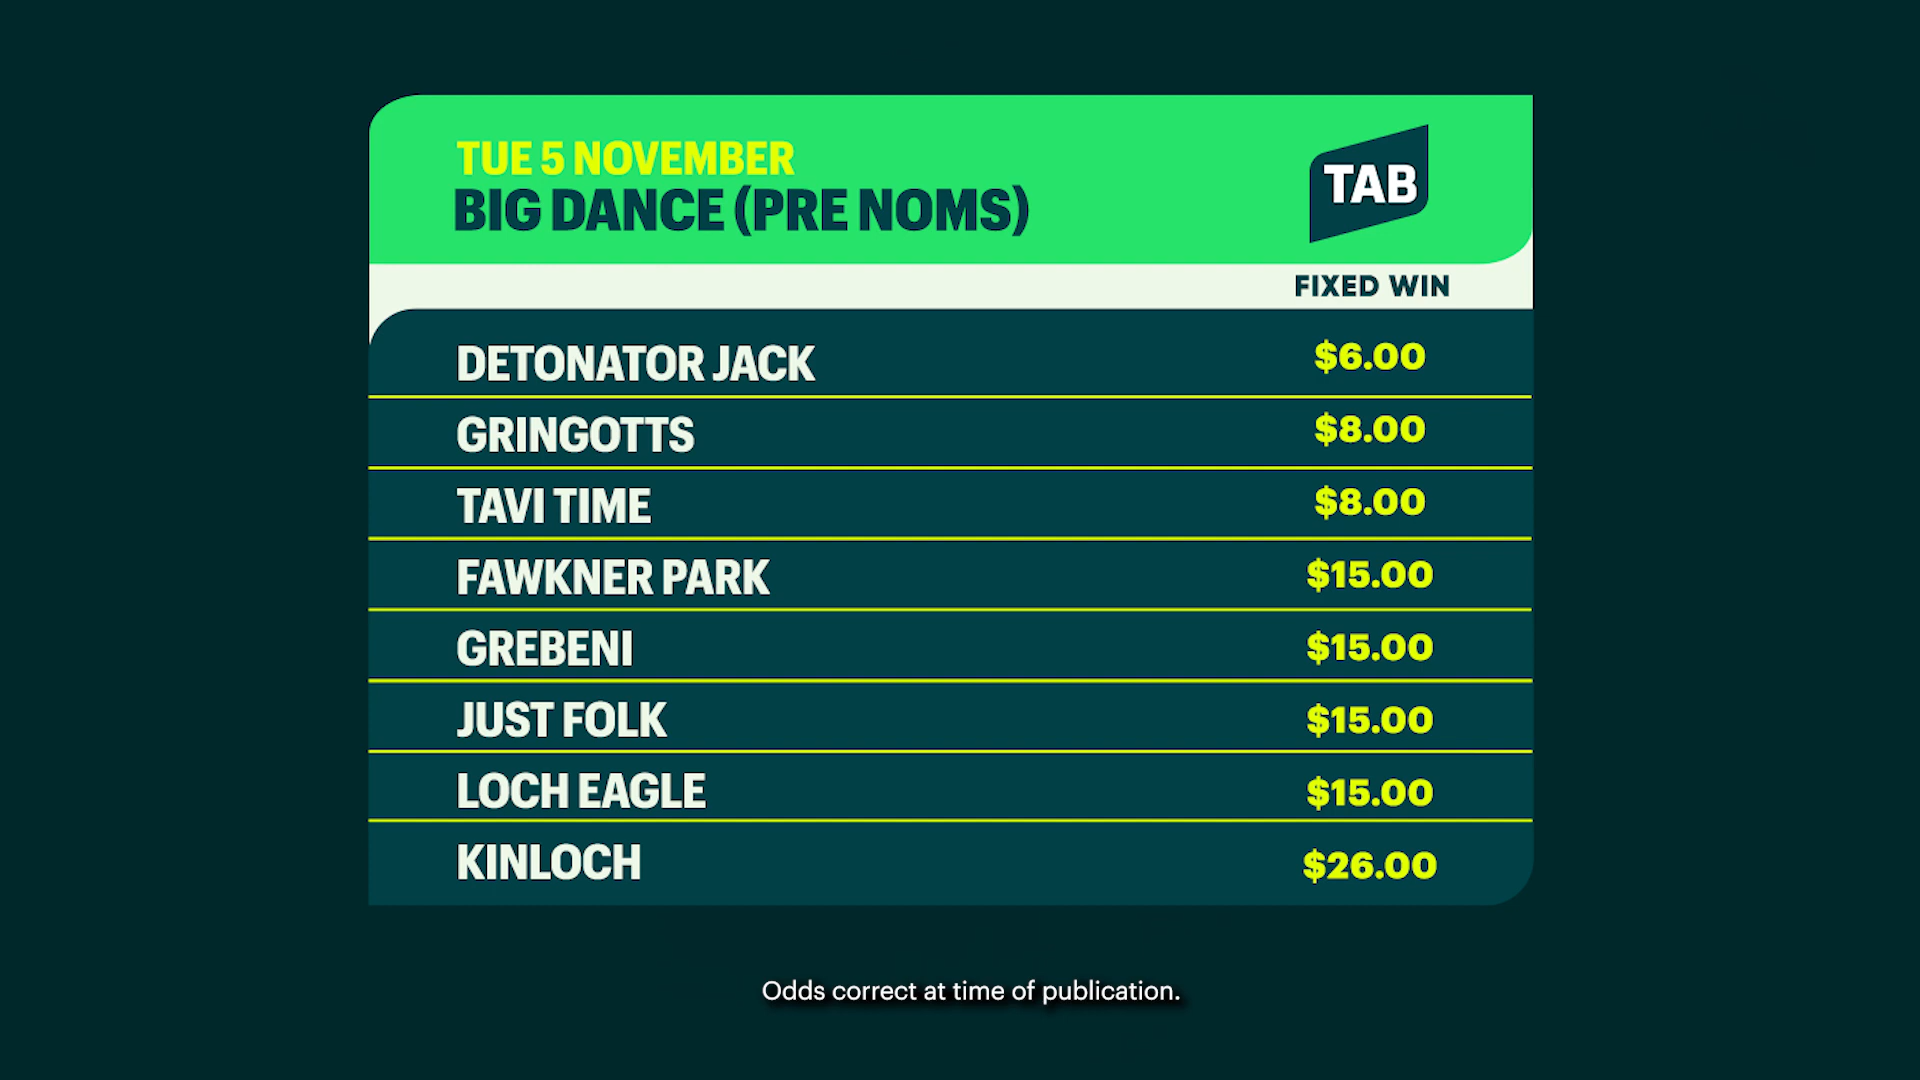 TUE 5 NOVEMBER
BIG DANCE (PRE NOMS)
TAB
FIXED WIN
DETONATOR JACK $6.00
GRINGOTTS $8.00
TAVI TIME $8.00
FAWKNER PARK $15.00
GREBENI $15.00
JUST FOLK $15.00
LOCH EAGLE $15.00
KINLOCH $26.00
Odds correct at time of publication.